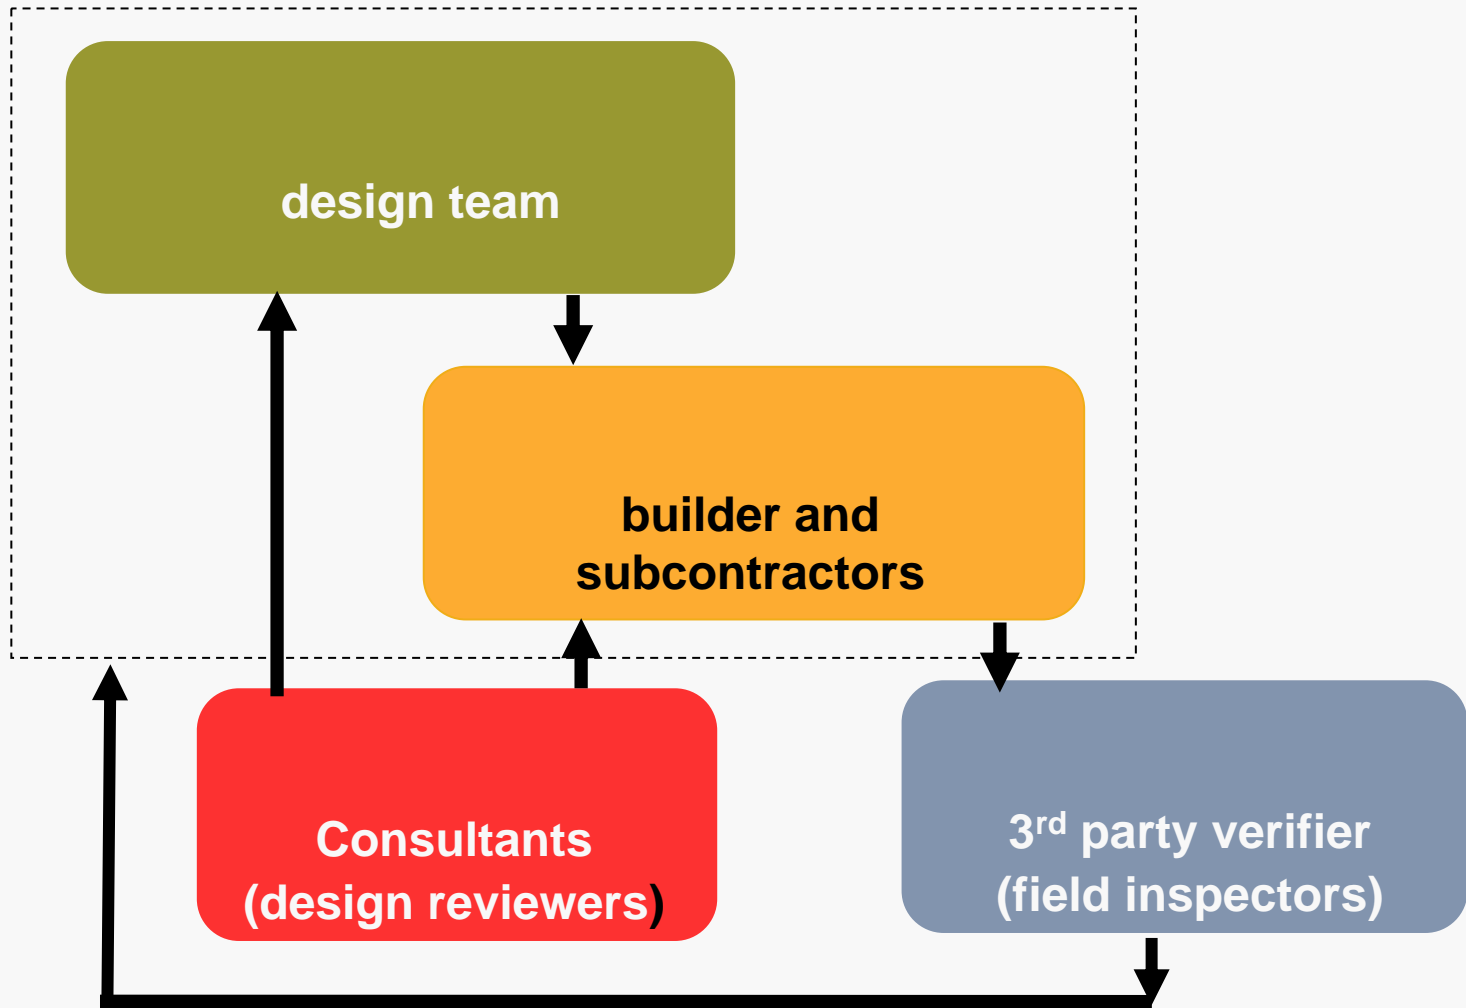 design team
builder and
subcontractors
Consultants
(design reviewers)
3rd party verifier
(field inspectors)